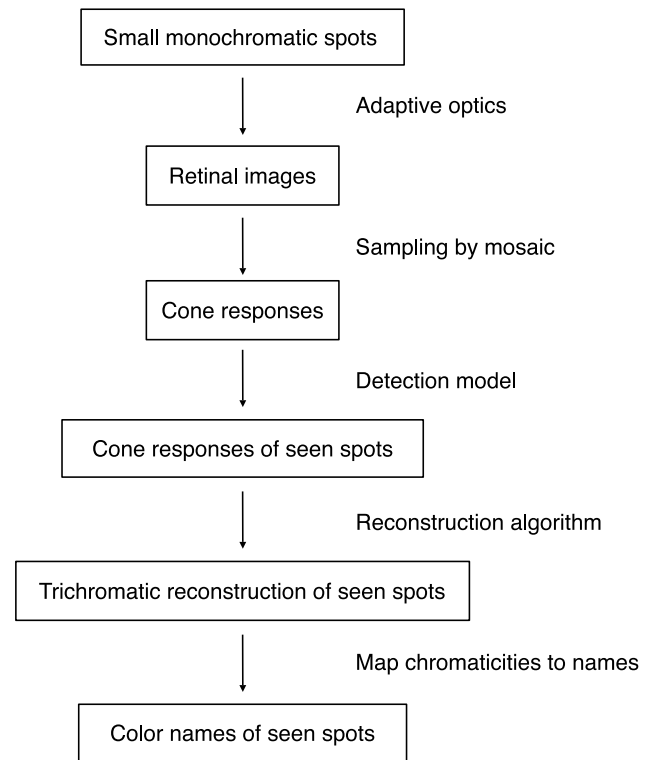 Small monochromatic spots
Adaptive optics
Retinal images
Sampling by mosaic
Cone responses
Detection model
Cone responses of seen spots
Reconstruction algorithm
Trichromatic reconstruction of seen spots
Map chromaticities to names
Color names of seen spots